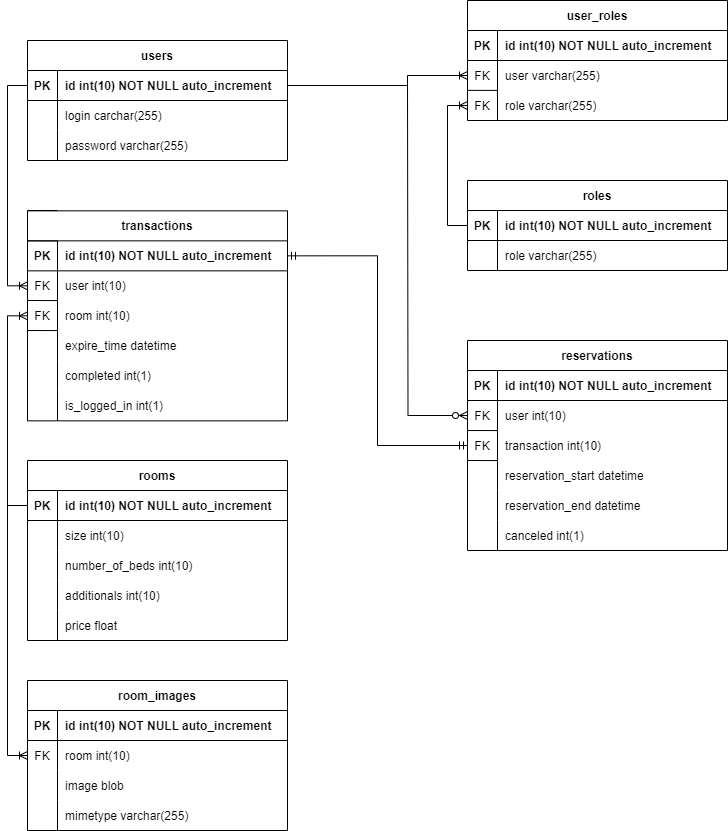 users
PK id int(10) NOT NULL auto_increment
login carchar(255)
password varchar(255)
transactions
PK id int(10) NOT NULL auto_increment
FK user int(10)
FK room int(10)
expire_time datetime
completed int(1)
is_logged_in int(1)
rooms
PK id int(10) NOT NULL auto_increment
size int(10)
number_of_beds int(10)
additionals int(10)
price float
room_images
PK id int(10) NOT NULL auto_increment
FK room int(10)
image blob
mimetype varchar(255)
user_roles
PK id int(10) NOT NULL auto_increment
FK user varchar(255)
FK role varchar(255)
roles
PK id int(10) NOT NULL auto_increment
role varchar(255)
reservations
PK id int(10) NOT NULL auto_increment
FK user int(10)
FK transaction int(10)
reservation_start datetime
reservation_end datetime
canceled int(1)